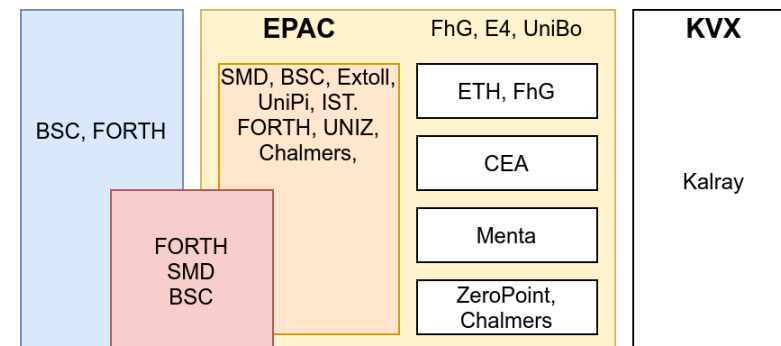 EPAC
FhG, E4, UniBo
KVX
BSC, FORTH
SMD, BSC, Extoll,
UniPi, IST.
FORTH, UNIZ,
Chalmers,
ETH, FhG
CEA
Menta
ZeroPoint,
Chalmers
FORTH
SMD
BSC
Kalray